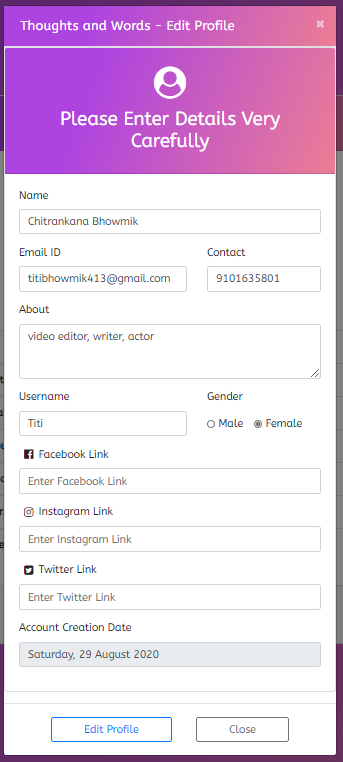 Thoughts and Words - Edit Profile ×
Please Enter Details Very
Carefully
Name
Chitrankana Bhowmik
Email ID Contact
titibhowmik413@gmail.com 9101635801
About
video editor, writer, actor
Username Gender
Titi Male Female
Facebook Link
Enter Facebook Link
Instagram Link
Enter Instagram Link
Twitter Link
Enter Twitter Link
Account Creation Date
Saturday, 29 August 2020
Edit Profile Close